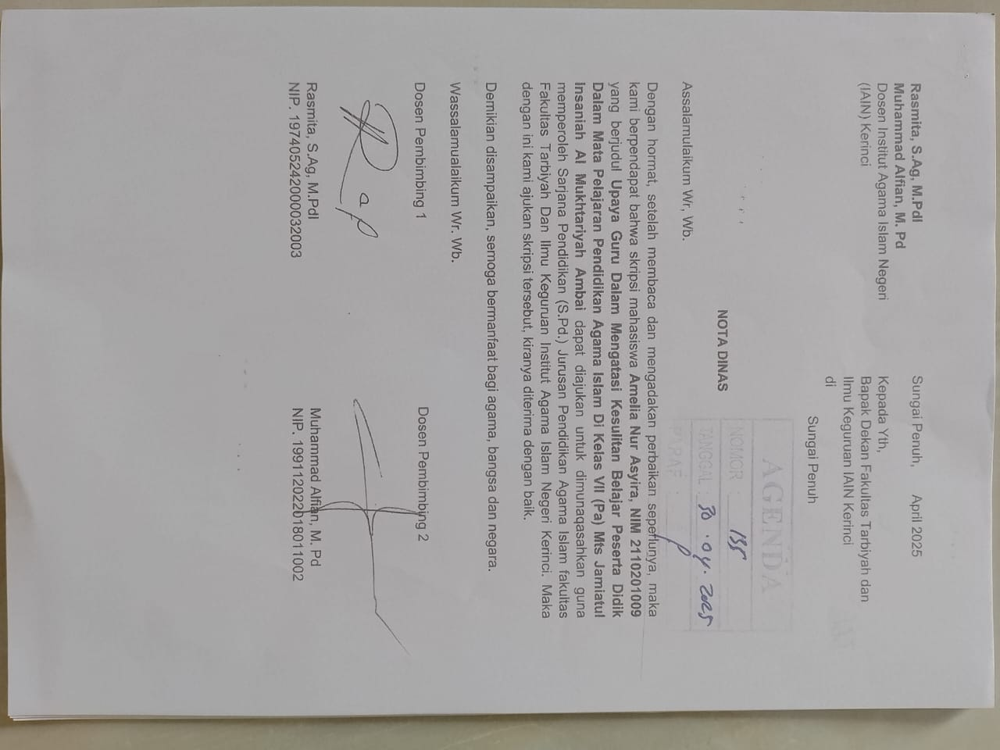 Rasmita, S.Ag, M.PdI
Muhammad Alfian, M. Pd
Dosen Institut Agama Islam Negeri
(IAIN) Kerinci
Sungai Penuh, April 2025
Kepada Yth,
Bapak Dekan Fakultas Tarbiyah dan
Ilmu Keguruan IAIN Kerinci
di
Sungai Penuh
AGENDA
NOMOR : 135
TANGGAL : 30.04.2025
PARAF :
NOTA DINAS
Assalamulaikum Wr, Wb.
Dengan hormat, setelah membaca dan mengadakan perbaikan seperlunya, maka
kami berpendapat bahwa skripsi mahasiswa Amelia Nur Asyira, NIM 2110201009
yang berjudul Upaya Guru Dalam Mengatasi Kesulitan Belajar Peserta Didik
Dalam Mata Pelajaran Pendidikan Agama Islam Di Kelas VII (Pa) Mts Jamiatul
Insaniah Al Mukhtariyah Ambai dapat diajukan untuk dimunaqasahkan guna
memperoleh Sarjana Pendidikan (S.Pd.) Jurusan Pendidikan Agama Islam fakultas
Fakultas Tarbiyah Dan Ilmu Keguruan Institut Agama Islam Negeri Kerinci. Maka
dengan ini kami ajukan skripsi tersebut, kiranya diterima dengan baik.
Demikian disampaikan, semoga bermanfaat bagi agama, bangsa dan negara.
Wassalamualaikum Wr. Wb.
Dosen Pembimbing 1
Rasmita, S.Ag, M.PdI
NIP. 197405242000032003
Dosen Pembimbing 2
Muhammad Alfian, M. Pd
NIP. 199112022018011002